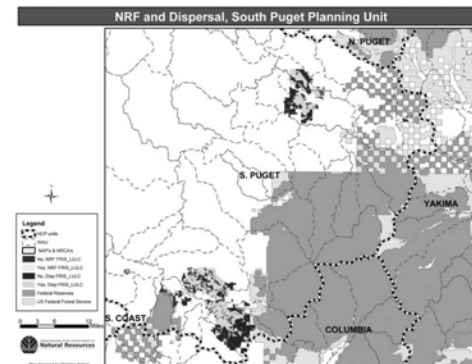 NRF and Dispersal, South Puget Planning Unit
N. PUGET
S. PUGET
YAKIMA
S. COAST
COLUMBIA
Legend
HCP units
WAU
NAPs & NRCAs
No, NRF FRIS_LULC
Yes, NRF FRIS_LULC
No, Disp FRIS_LULC
Yes, Disp FRIS_LULC
Federal Reserves
US Federal Forest Service
0 3 6 12
Natural Resources